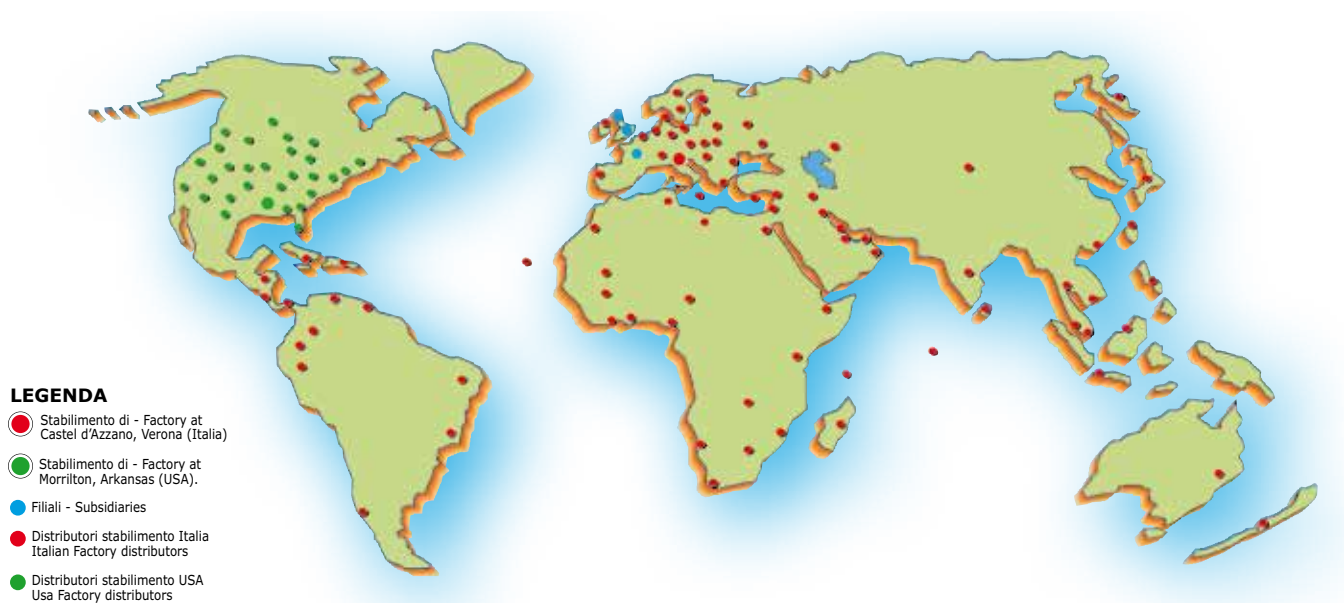 LEGENDA
Stabilimento di - Factory at
Castel d'Azzano, Verona (Italia)
Stabilimento di - Factory at
Morrilton, Arkansas (USA).
Filiali - Subsidiaries
Distributori stabilimento Italia
Italian Factory distributors
Distributori stabilimento USA
Usa Factory distributors